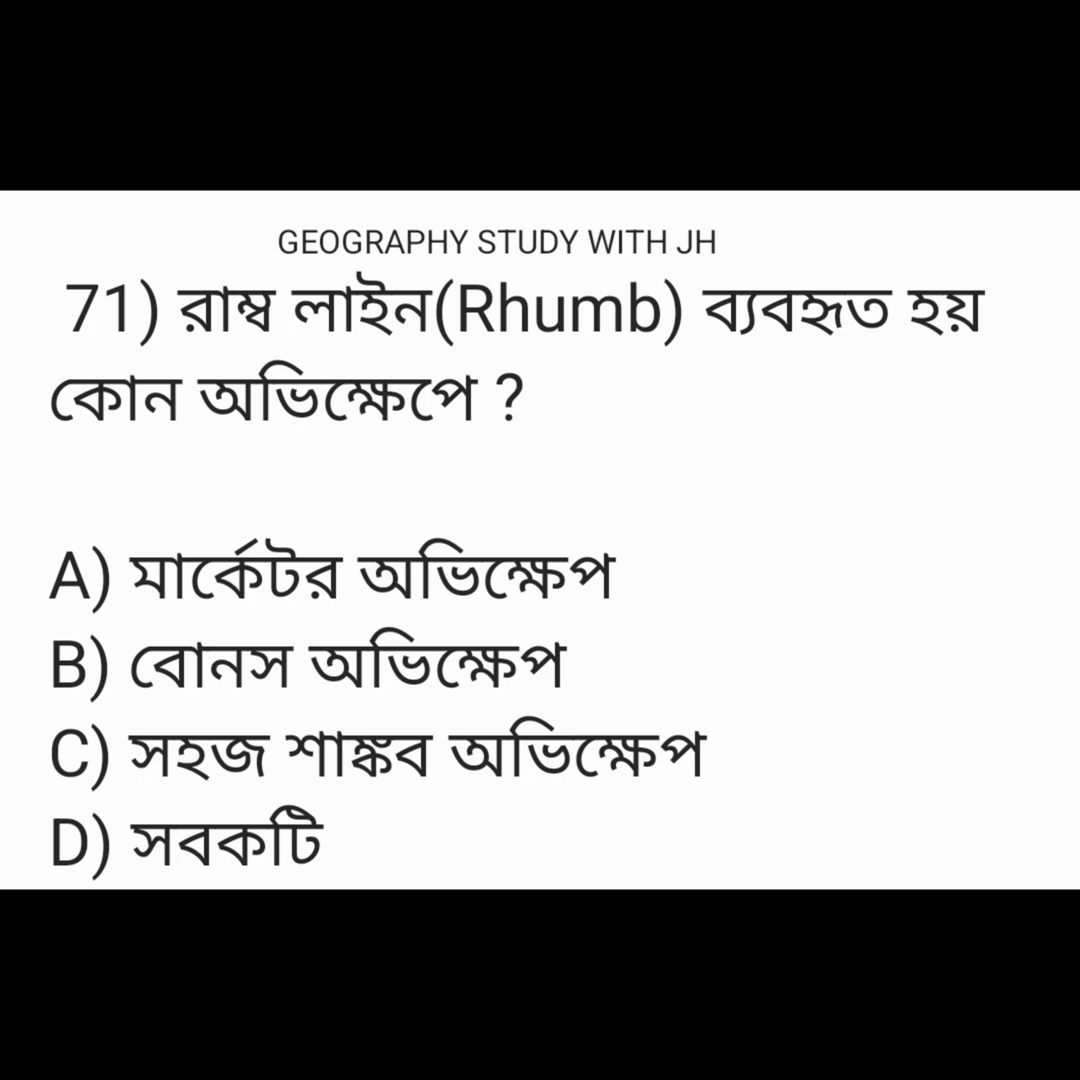 GEOGRAPHY STUDY WITH JH
71) রাম্ব লাইন(Rhumb) ব্যবহৃত হয়
কোন অভিক্ষেপে ?
A) মার্কেটর অভিক্ষেপ
B) বোনস অভিক্ষেপ
C) সহজ শাঙ্কব অভিক্ষেপ
D) সবকটি